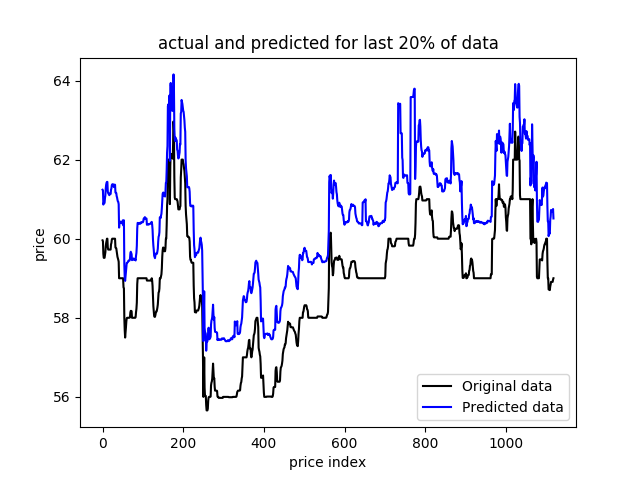 actual and predicted for last 20% of data
price
64
62
60
58
56
0 200 400 600 800 1000
price index
Original data
Predicted data